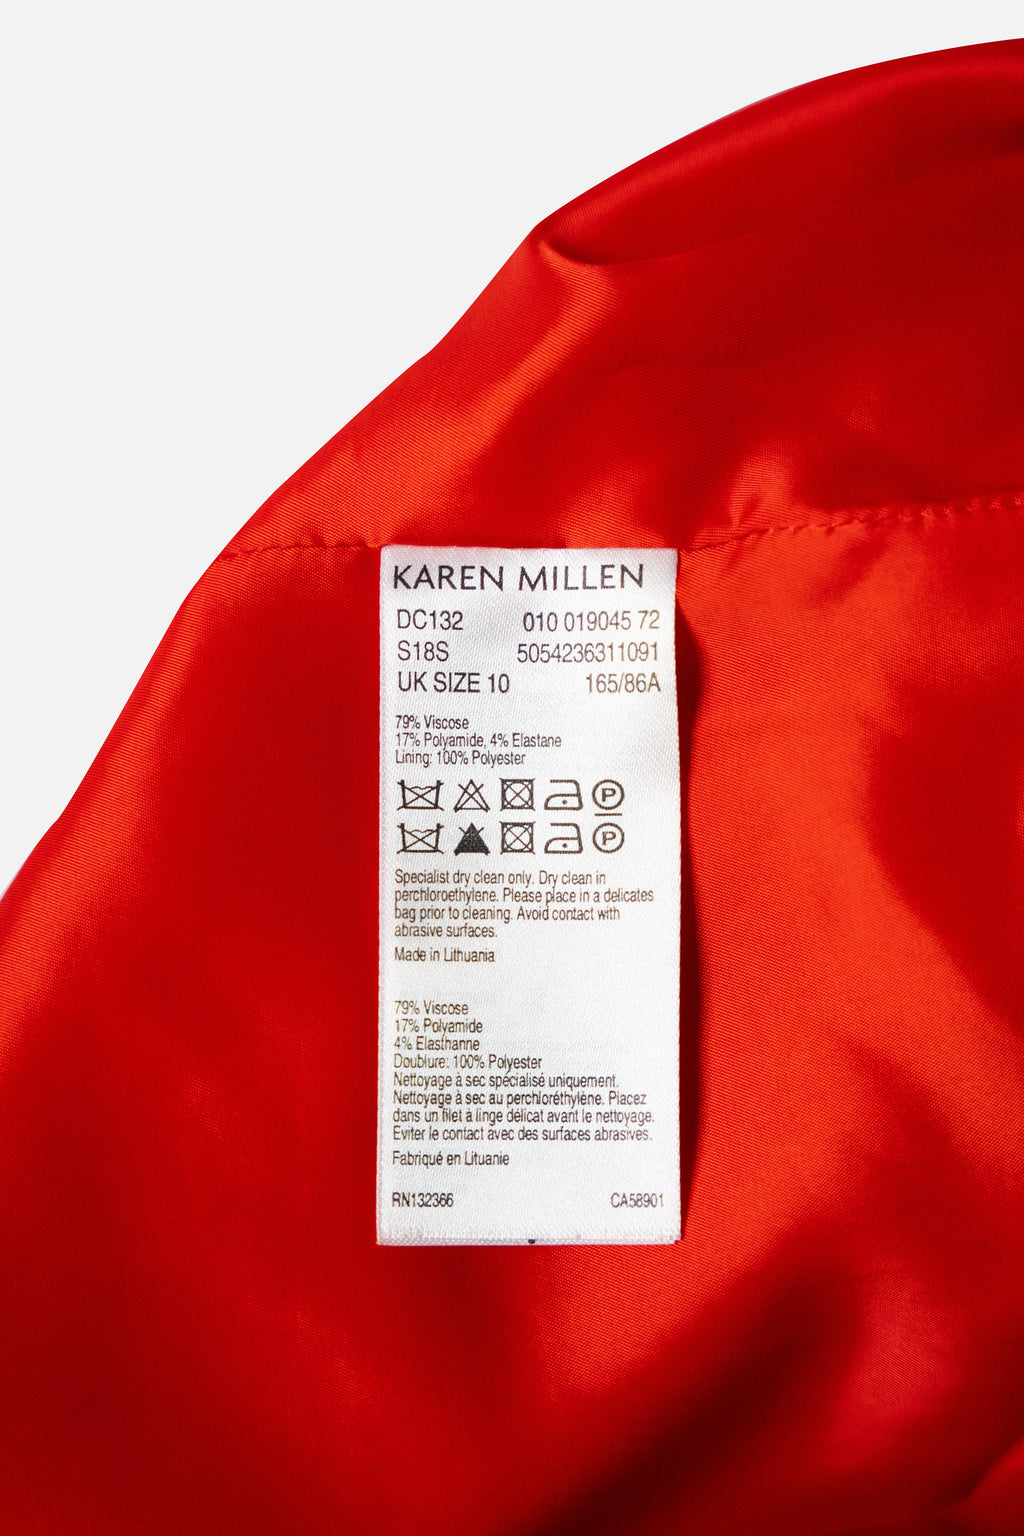 KAREN MILLEN
DC132 010 019045 72
S18S 5054236311091
UK SIZE 10 165/86A
79% Viscose
17% Polyamide, 4% Elastane
Lining: 100% Polyester
P
P
Specialist dry clean only. Dry clean in
perchloroethylene. Please place in a delicates
bag prior to cleaning. Avoid contact with
abrasive surfaces.
Made in Lithuania
79% Viscose
17% Polyamide
4% Elasthanne
Doublure: 100% Polyester
Nettoyage à sec spécialisé uniquement.
Nettoyage à sec au perchloréthylène. Placez
dans un filet à linge délicat avant le nettoyage.
Eviter le contact avec des surfaces abrasives.
Fabriqué en Lituanie
RN132366 CA58901